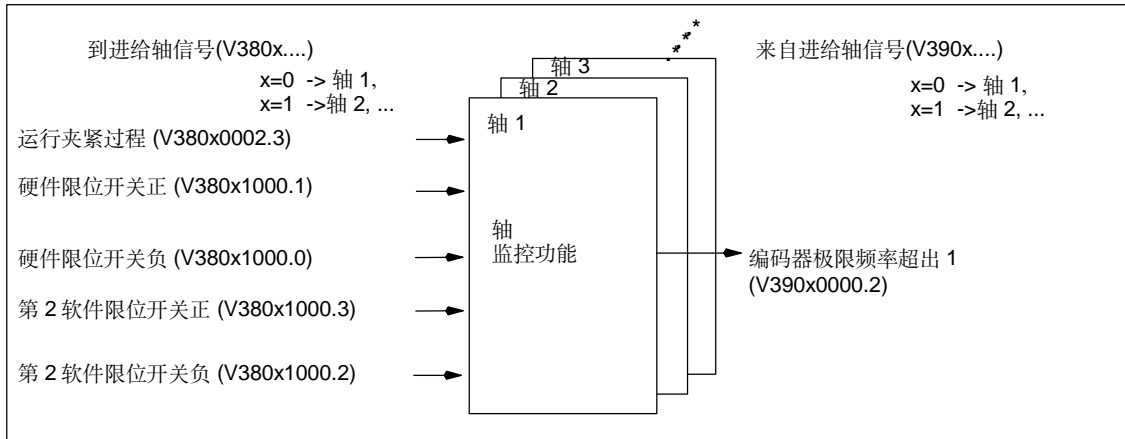 到进给轴信号(V380x....)
x=0 -> 轴 1,
x=1 ->轴 2, ...
运行夹紧过程 (V380x0002.3)
硬件限位开关正 (V380x1000.1)
硬件限位开关负 (V380x1000.0)
第 2 软件限位开关正 (V380x1000.3)
第 2 软件限位开关负 (V380x1000.2)
轴 3
轴 2
轴 1
轴
监控功能
来自进给轴信号(V390x....)
x=0 -> 轴 1,
x=1 ->轴 2, ...
编码器极限频率超出 1
(V390x0000.2)